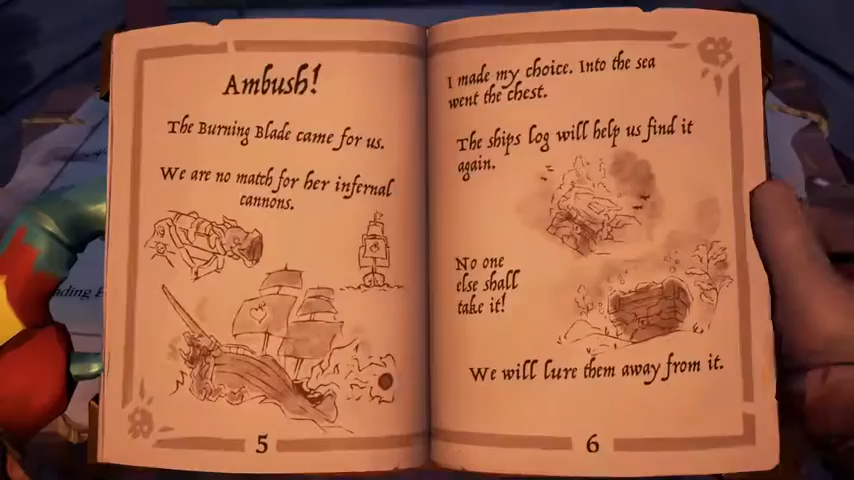 Ambush!
The Burning Blade came for us.
We are no match for her infernal
cannons.
5
I made my choice. Into the sea
went the chest.
The ships log will help us find it
again.
No one
else shall
take it!
We will lure them away from it.
6